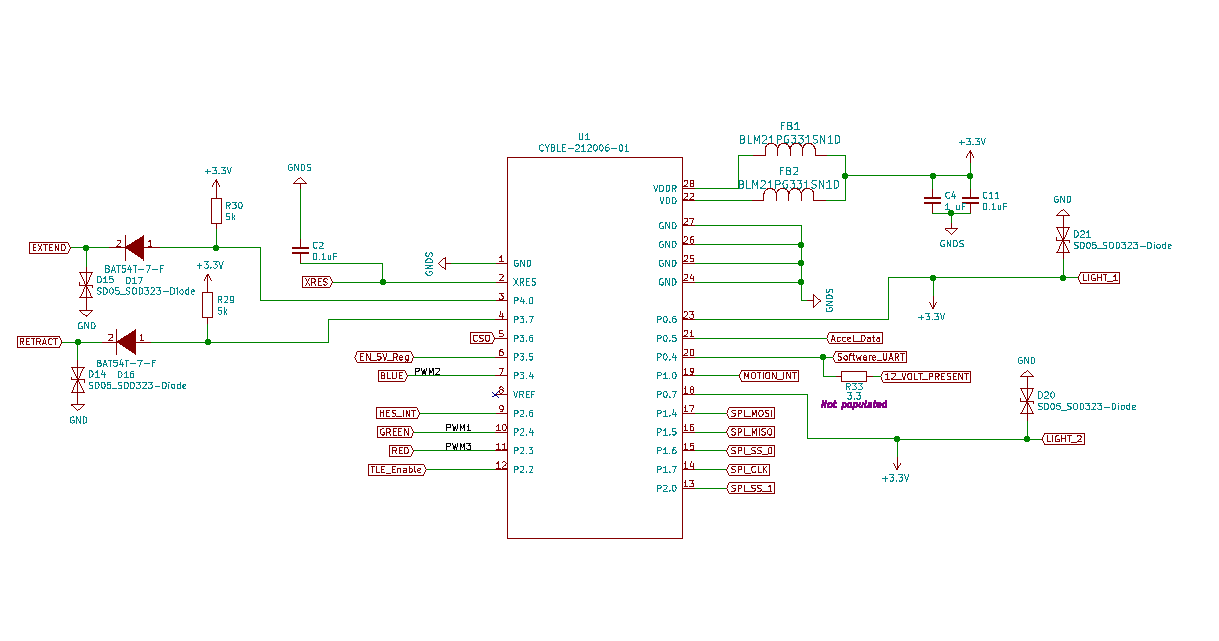 U1
CYBLE-212006-01
FB1
BLM21PG331SN1D
FB2
BLM21PG331SN1D
+3.3V
C4
1 uF
C11
0.1uF
GNDS
GND
D21
SD05_SOD323-Diode
LIGHT_1
+3.3V
+3.3V
R30
5k
GNDS
C2
0.1uF
EXTEND
2
1
BAT54T-7-F
D17
D15
SD05_SOD323-Diode
GND
+3.3V
R29
5k
XRES
GNDS
RETRACT
2
1
BAT54T-7-F
D16
D14
SD05_SOD323-Diode
GND
1 GND
2 XRES
3 P4.0
4 P3.7
CSO 5 P3.6
EN_5V_Reg 6 P3.5
BLUE PWM2 7 P3.4
8 VREF
HES_INT 9 P2.6
GREEN PWM1 10 P2.4
RED PWM3 11 P2.3
TLE_Enable 12 P2.2
VDDR 28
VDD 22
GND 27
GND 26
GND 25
GND 24
GNDS
P0.6 23
P0.5 21 Accel_Data
P0.4 20 Software_UART
P1.0 19 MOTION_INT
R33
3.3
12_VOLT_PRESENT
Not populated
P0.7 18
P1.4 17 SPI_MOSI
P1.5 16 SPI_MISO
P1.6 15 SPI_SS_0
P1.7 14 SPI_CLK
P2.0 13 SPI_SS_1
GND
D20
SD05_SOD323-Diode
LIGHT_2
+3.3V